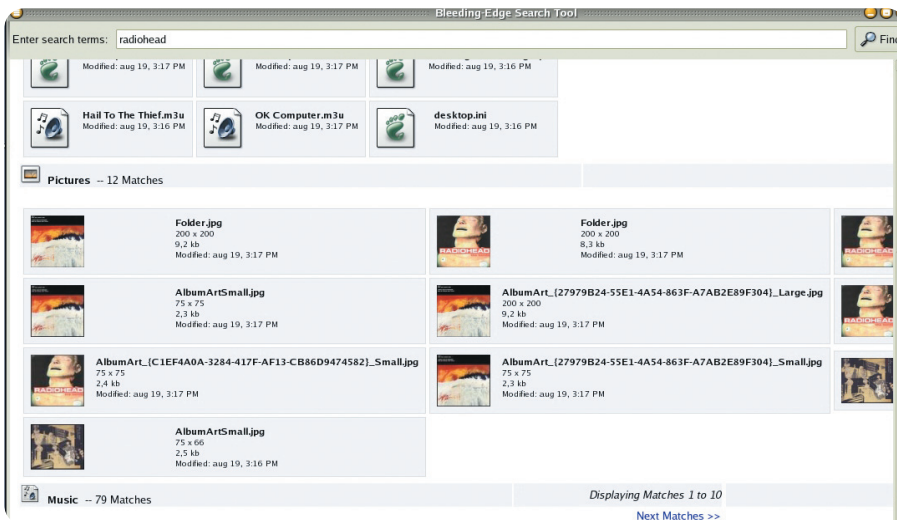 Bleeding-Edge Search Tool
Enter search terms: radiohead Find
Modified: aug 19, 3:17 PM Modified: aug 19, 3:17 PM Modified: aug 19, 3:16 PM
Hail To The Thief.m3u
Modified: aug 19, 3:16 PM
OK Computer.m3u
Modified: aug 19, 3:17 PM
desktop.ini
Modified: aug 19, 3:16 PM
Pictures -- 12 Matches
Folder.jpg
200 x 200
9,2 kb
Modified: aug 19, 3:17 PM
RADIOHEAD
Folder.jpg
200 x 200
8,3 kb
Modified: aug 19, 3:17 PM
RADIOHEAD
AlbumArtSmall.jpg
75 x 75
2,3 kb
Modified: aug 19, 3:17 PM
AlbumArt_{27979B24-55E1-4A54-863F-A7AB2E89F304}_Large.jpg
200 x 200
9,2 kb
Modified: aug 19, 3:17 PM
RADIOHEAD
RADIOHEAD
AlbumArt_{C1EF4A0A-3284-417F-AF13-CB86D9474582}_Small.jpg
75 x 75
2,4 kb
Modified: aug 19, 3:17 PM
AlbumArt_{27979B24-55E1-4A54-863F-A7AB2E89F304}_Small.jpg
75 x 75
2,3 kb
Modified: aug 19, 3:17 PM
AlbumArtSmall.jpg
75 x 66
2,5 kb
Modified: aug 19, 3:16 PM
Music -- 79 Matches
Displaying Matches 1 to 10
Next Matches >>